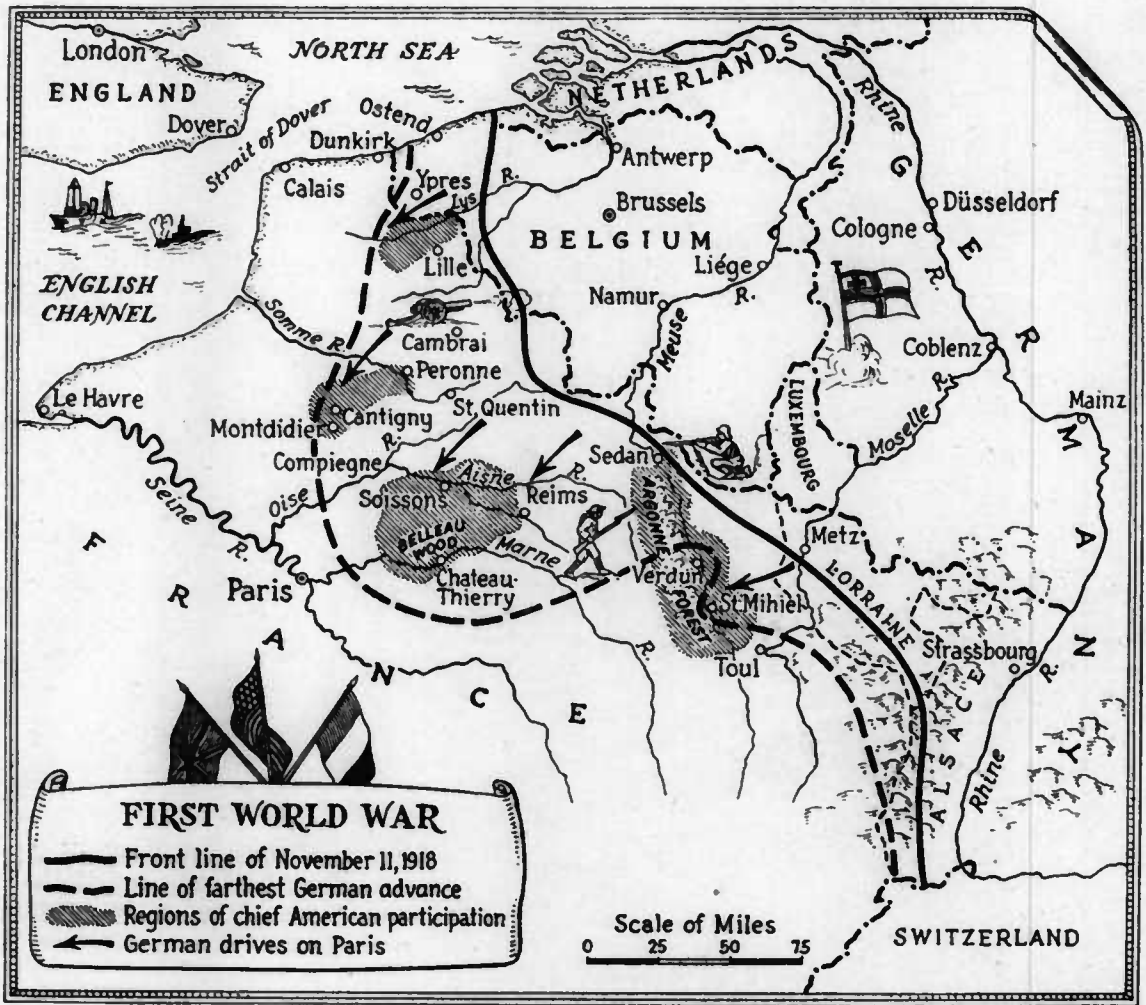 London
NORTH SEA
ENGLAND
Dover
Strait of Dover
Ostend
Dunkirk
Calais
NETHERLANDS
Rhine
R.
Antwerp
Ypres
Lys
R.
Brussels
BELGIUM
Düsseldorf
Cologne
Lille
Liége
ENGLISH
CHANNEL
Namur
Meuse
R.
GERMANY
Somme R.
Cambrai
Coblenz
Peronne
Le Havre
Cantigny
St. Quentin
Montdidier
LUXEMBOURG
Moselle
R.
Mainz
Compiegne
Oise
R.
Sedan
Aisne
R.
Soissons
Reims
Seine
R.
BELLEAU
WOOD
Marne
R.
ARGONNE
FOREST
Metz
Paris
Chateau-
Thierry
Verdun
St Mihiel
LORRAINE
Toul
Strassbourg
FRANCE
ALSACE
Rhine
R.
FIRST WORLD WAR
Front line of November 11, 1918
Line of farthest German advance
Regions of chief American participation
German drives on Paris
Scale of Miles
0 25 50 75
SWITZERLAND